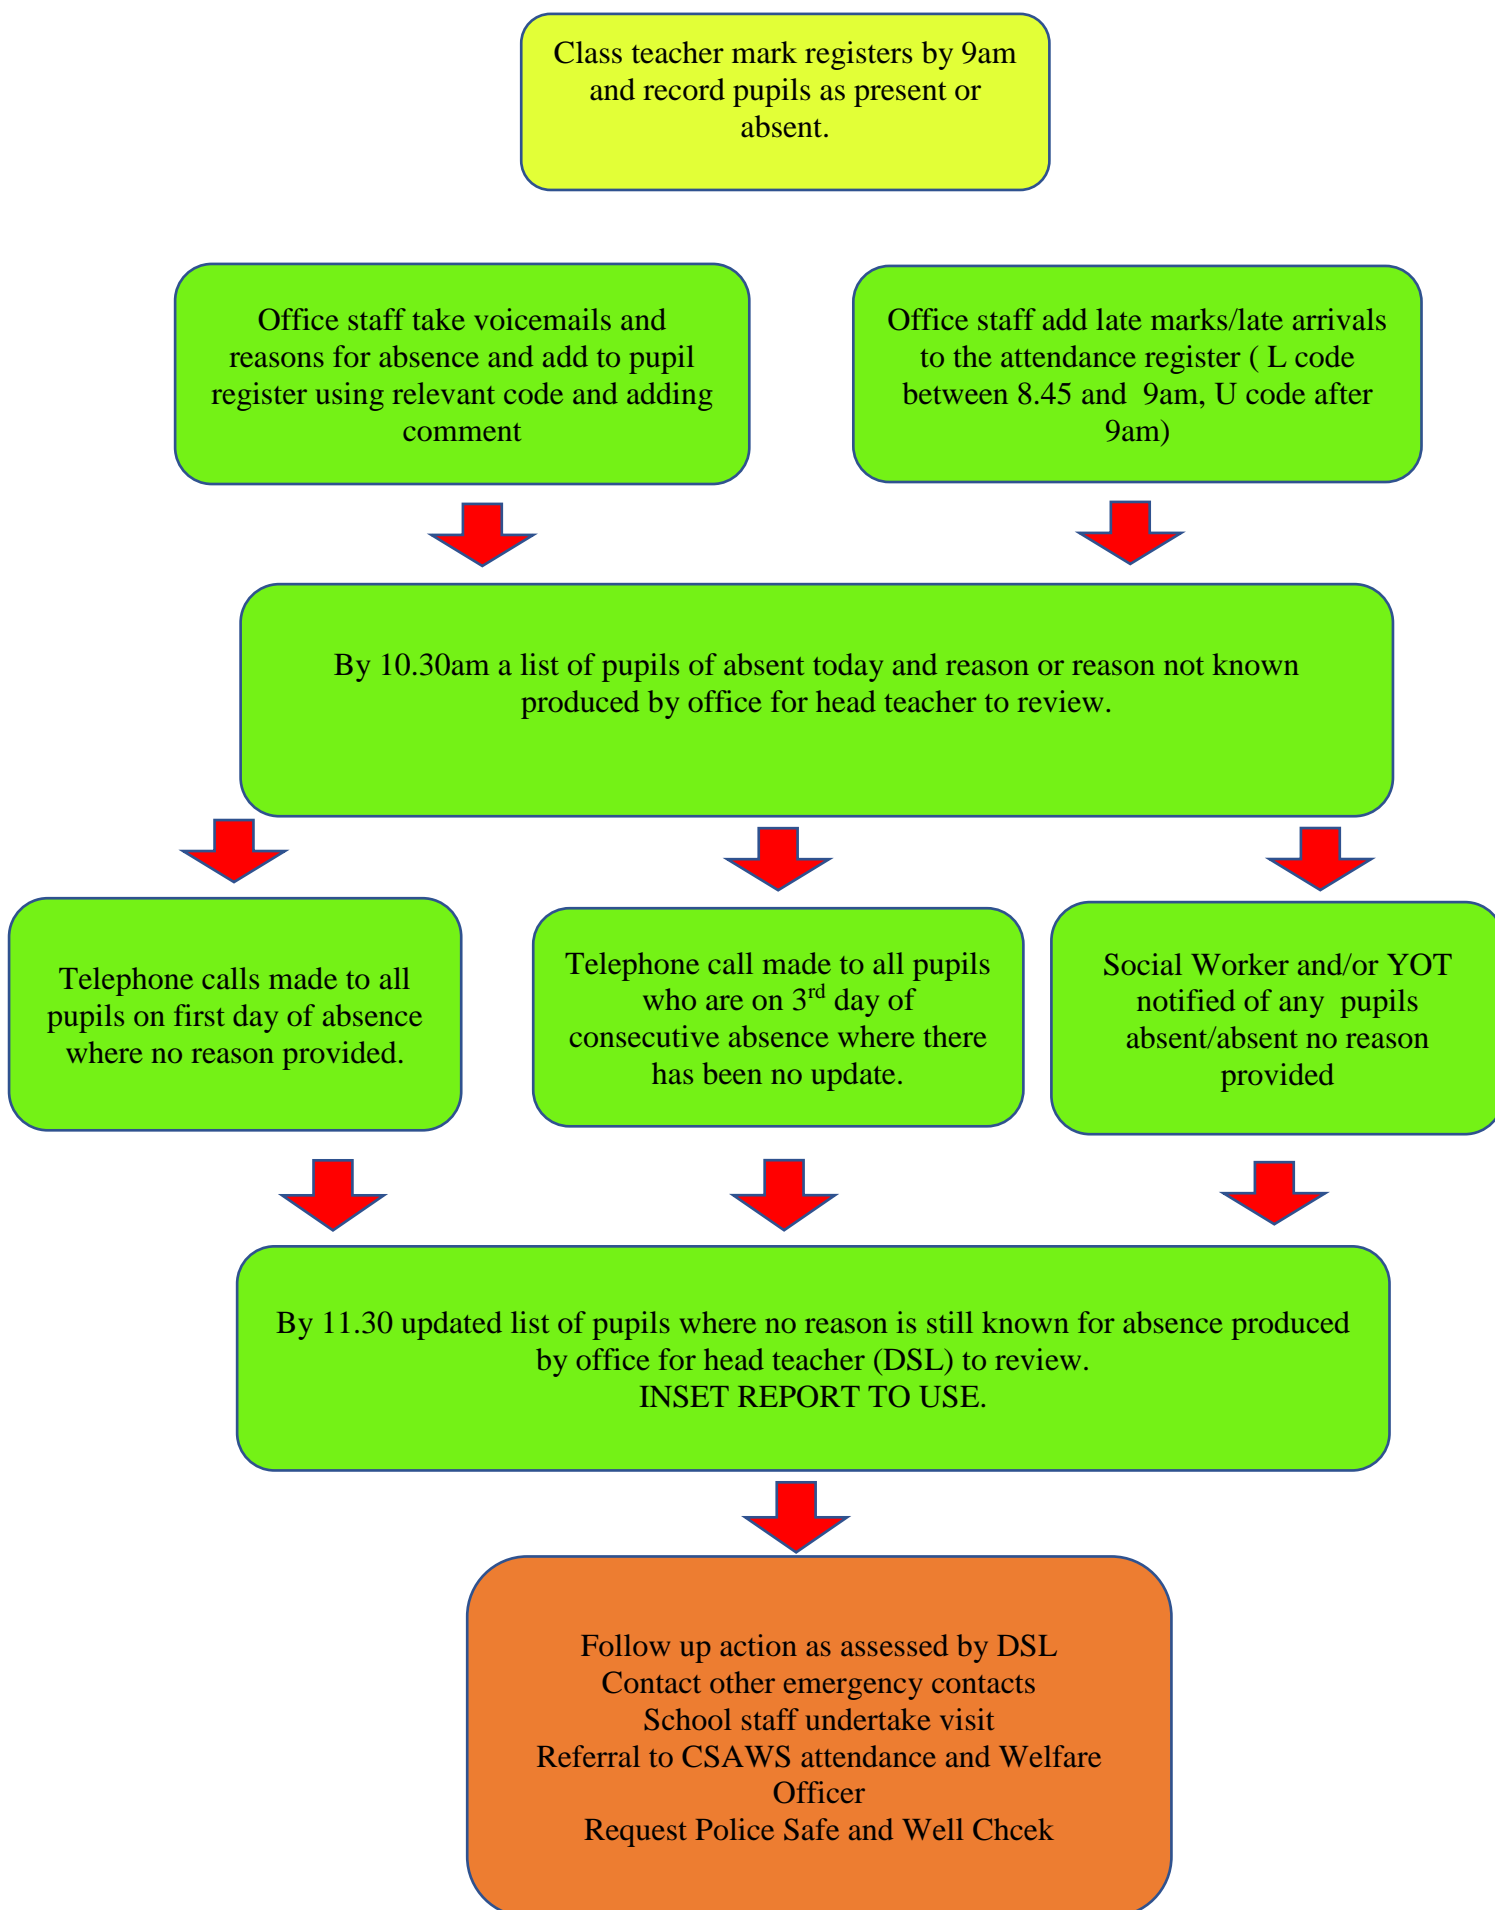 Class teacher mark registers by 9am
and record pupils as present or
absent.
Office staff take voicemails and
reasons for absence and add to pupil
register using relevant code and adding
comment
Office staff add late marks/late arrivals
to the attendance register ( L code
between 8.45 and  9am, U code after
9am)
By 10.30am a list of pupils of absent today and reason or reason not known
produced by office for head teacher to review.
Telephone calls made to all
pupils on first day of absence
where no reason provided.
Telephone call made to all pupils
who are on 3rd day of
consecutive absence where there
has been no update.
Social Worker and/or YOT
notified of any  pupils
absent/absent no reason
provided
By 11.30 updated list of pupils where no reason is still known for absence produced
by office for head teacher (DSL) to review.
INSET REPORT TO USE.
Follow up action as assessed by DSL
Contact other emergency contacts
School staff undertake visit
Referral to CSAWS attendance and Welfare
Officer
Request Police Safe and Well Chcek